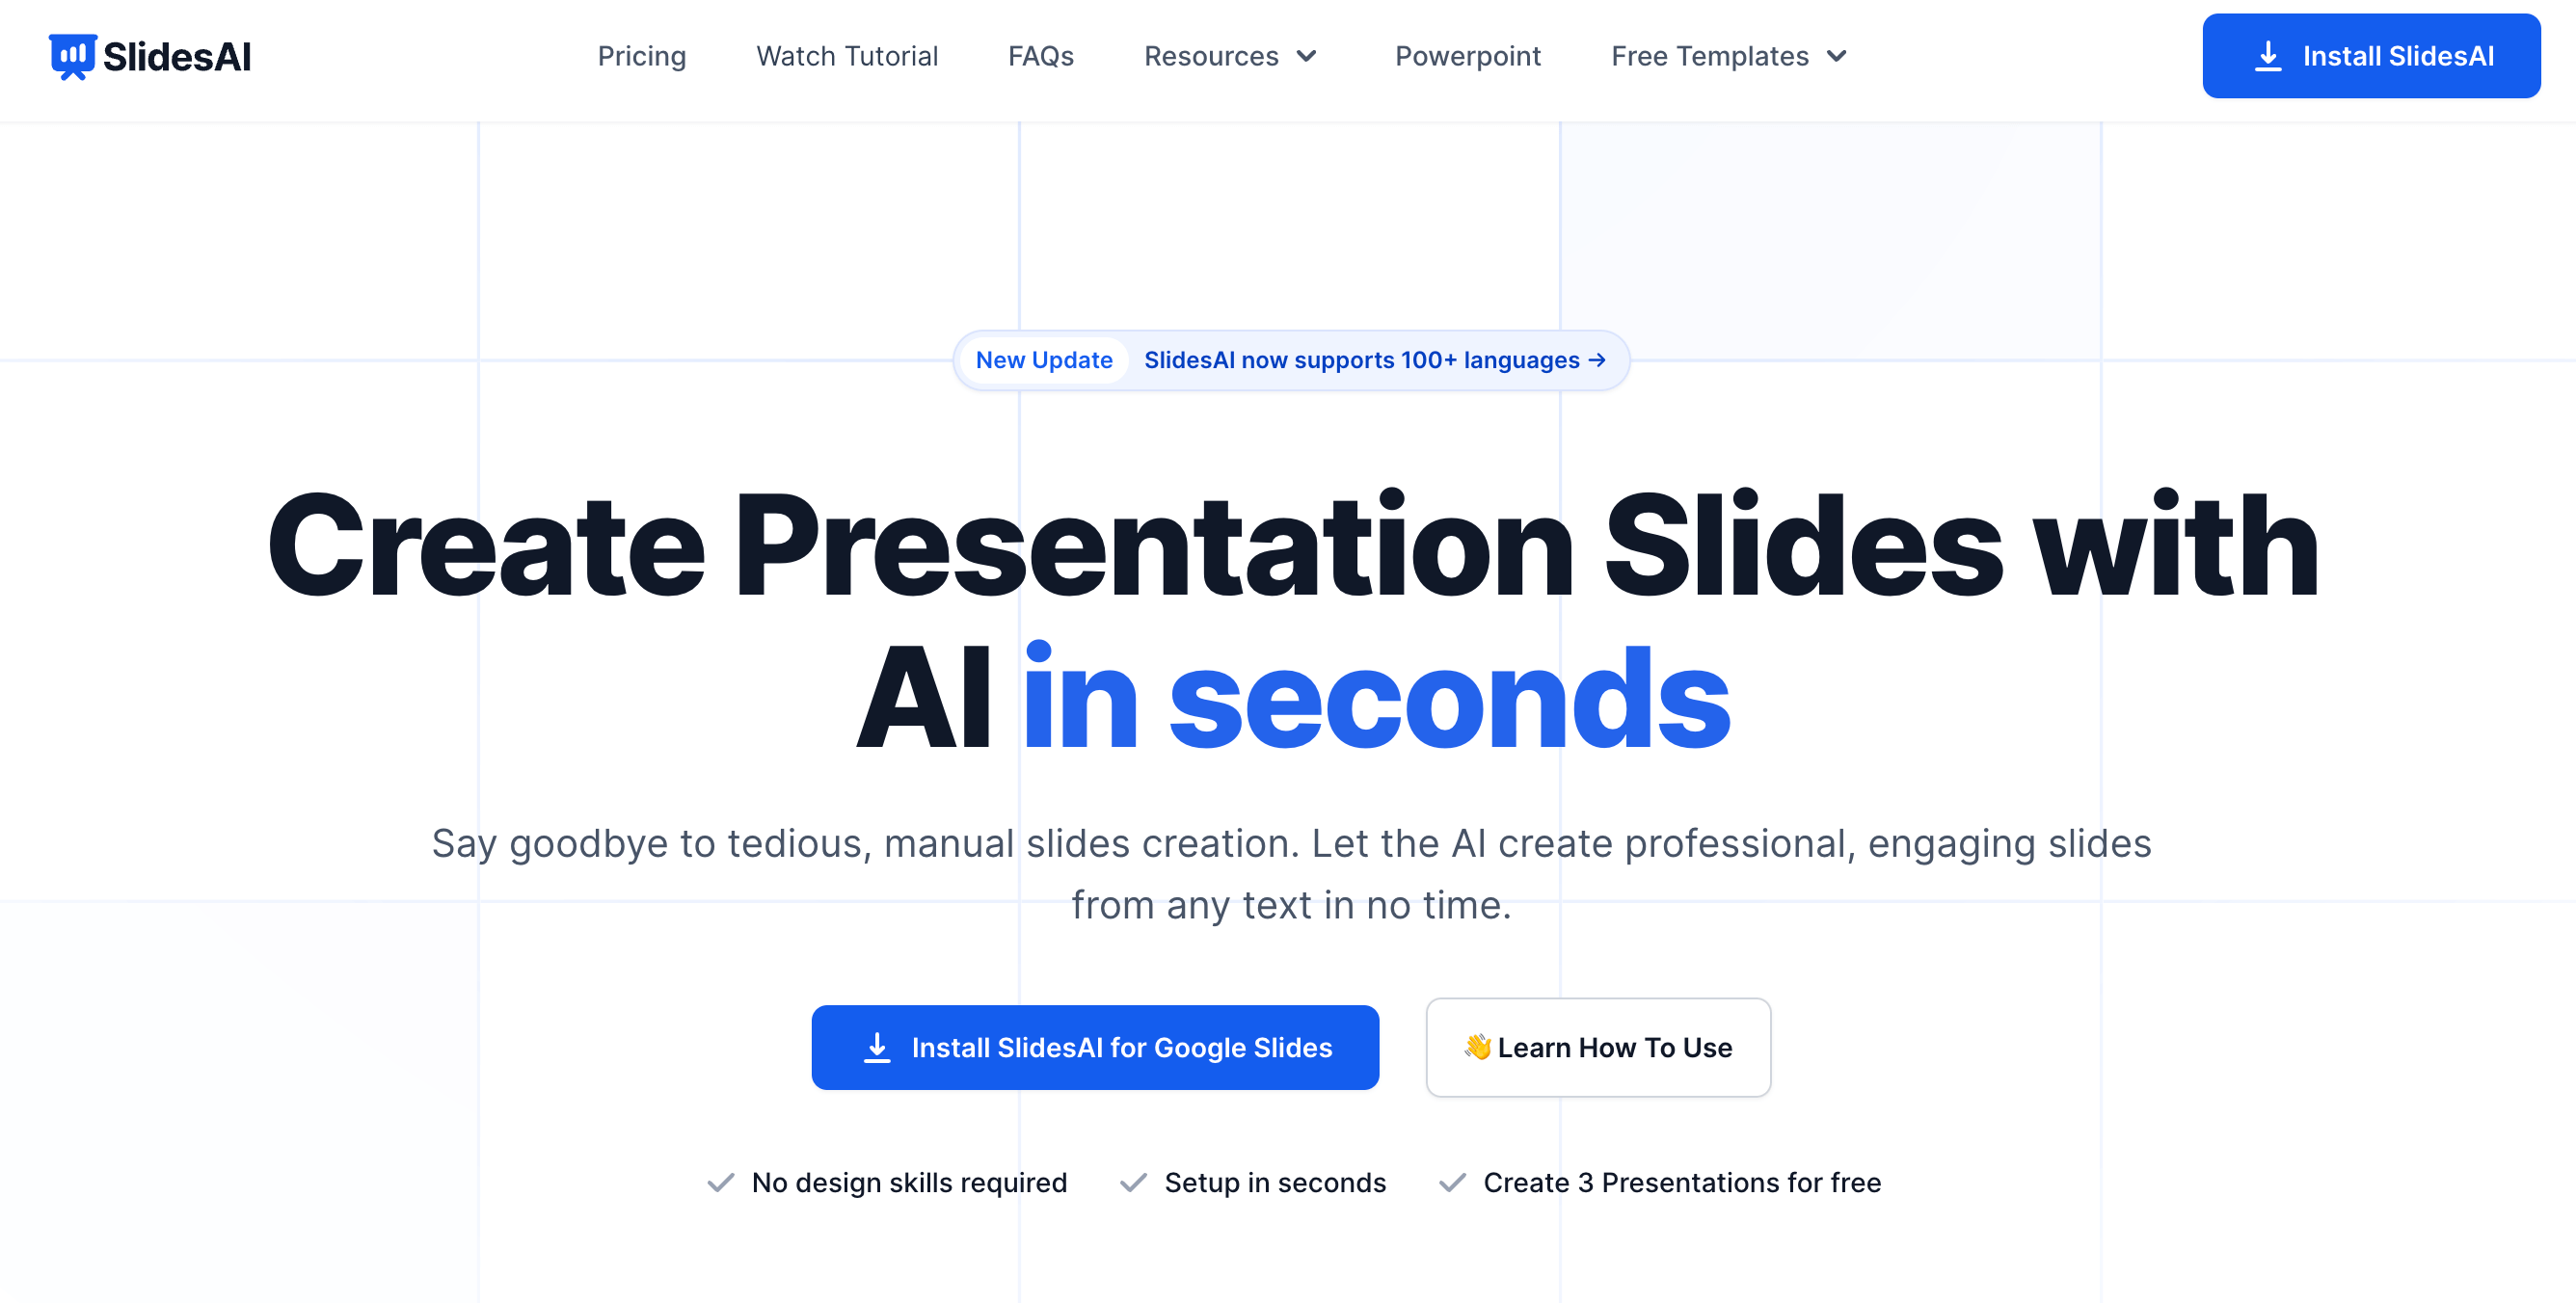 SlidesAI
Pricing
Watch Tutorial
FAQs
Resources
Powerpoint
Free Templates
Install SlidesAI
New Update
SlidesAI now supports 100+ languages →
Create Presentation Slides with
AI in seconds
Say goodbye to tedious, manual slides creation. Let the AI create professional, engaging slides
from any text in no time.
Install SlidesAI for Google Slides
👋 Learn How To Use
No design skills required
Setup in seconds
Create 3 Presentations for free